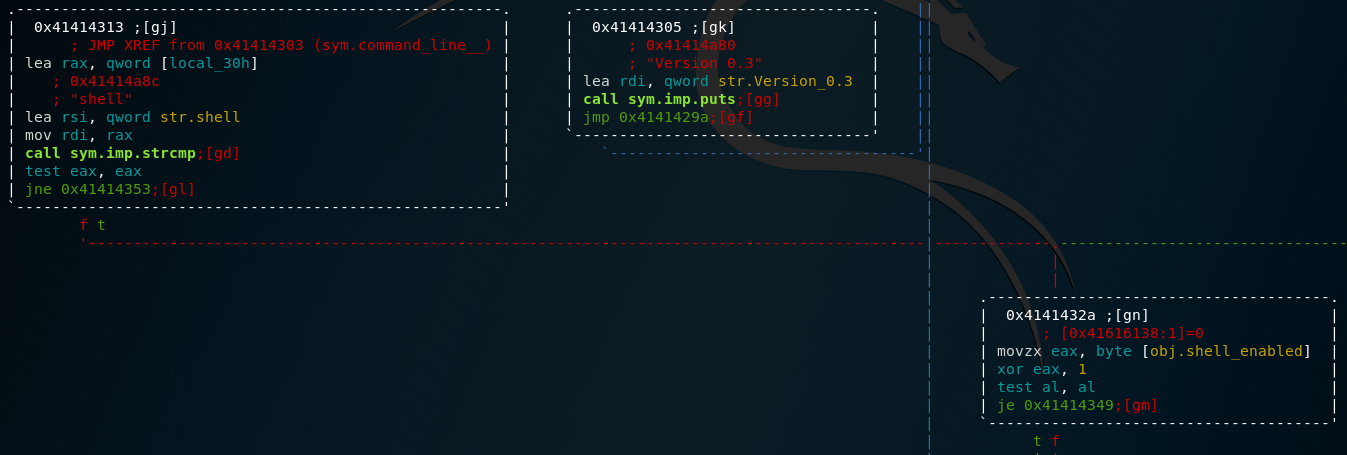 0x41414313 ;[gj]
; JMP XREF from 0x41414303 (sym.command_line__)
lea rax, qword [local_30h]
; 0x41414a8c
; "shell"
lea rsi, qword str.shell
mov rdi, rax
call sym.imp.strcmp;[gd]
test eax, eax
jne 0x41414353;[gl]
f t
0x41414305 ;[gk]
; 0x41414a80
; "Version 0.3"
lea rdi, qword str.Version_0.3
call sym.imp.puts;[gg]
jmp 0x4141429a;[gf]
0x4141432a ;[gn]
; [0x41616138:1]=0
movzx eax, byte [obj.shell_enabled]
xor eax, 1
test al, al
je 0x41414349;[gm]
t f